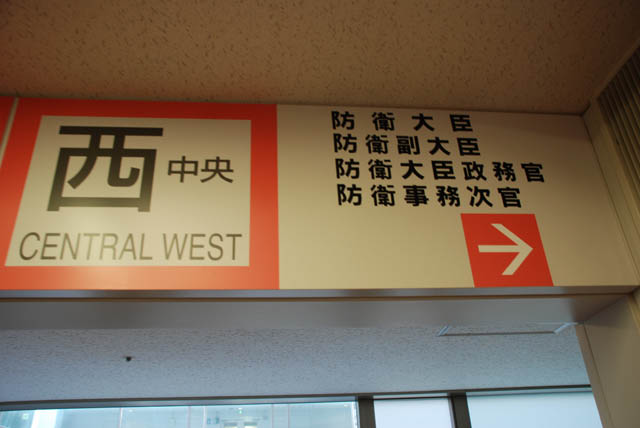 西 中央
CENTRAL WEST
防衛大臣
防衛副大臣
防衛大臣政務官
防衛事務次官